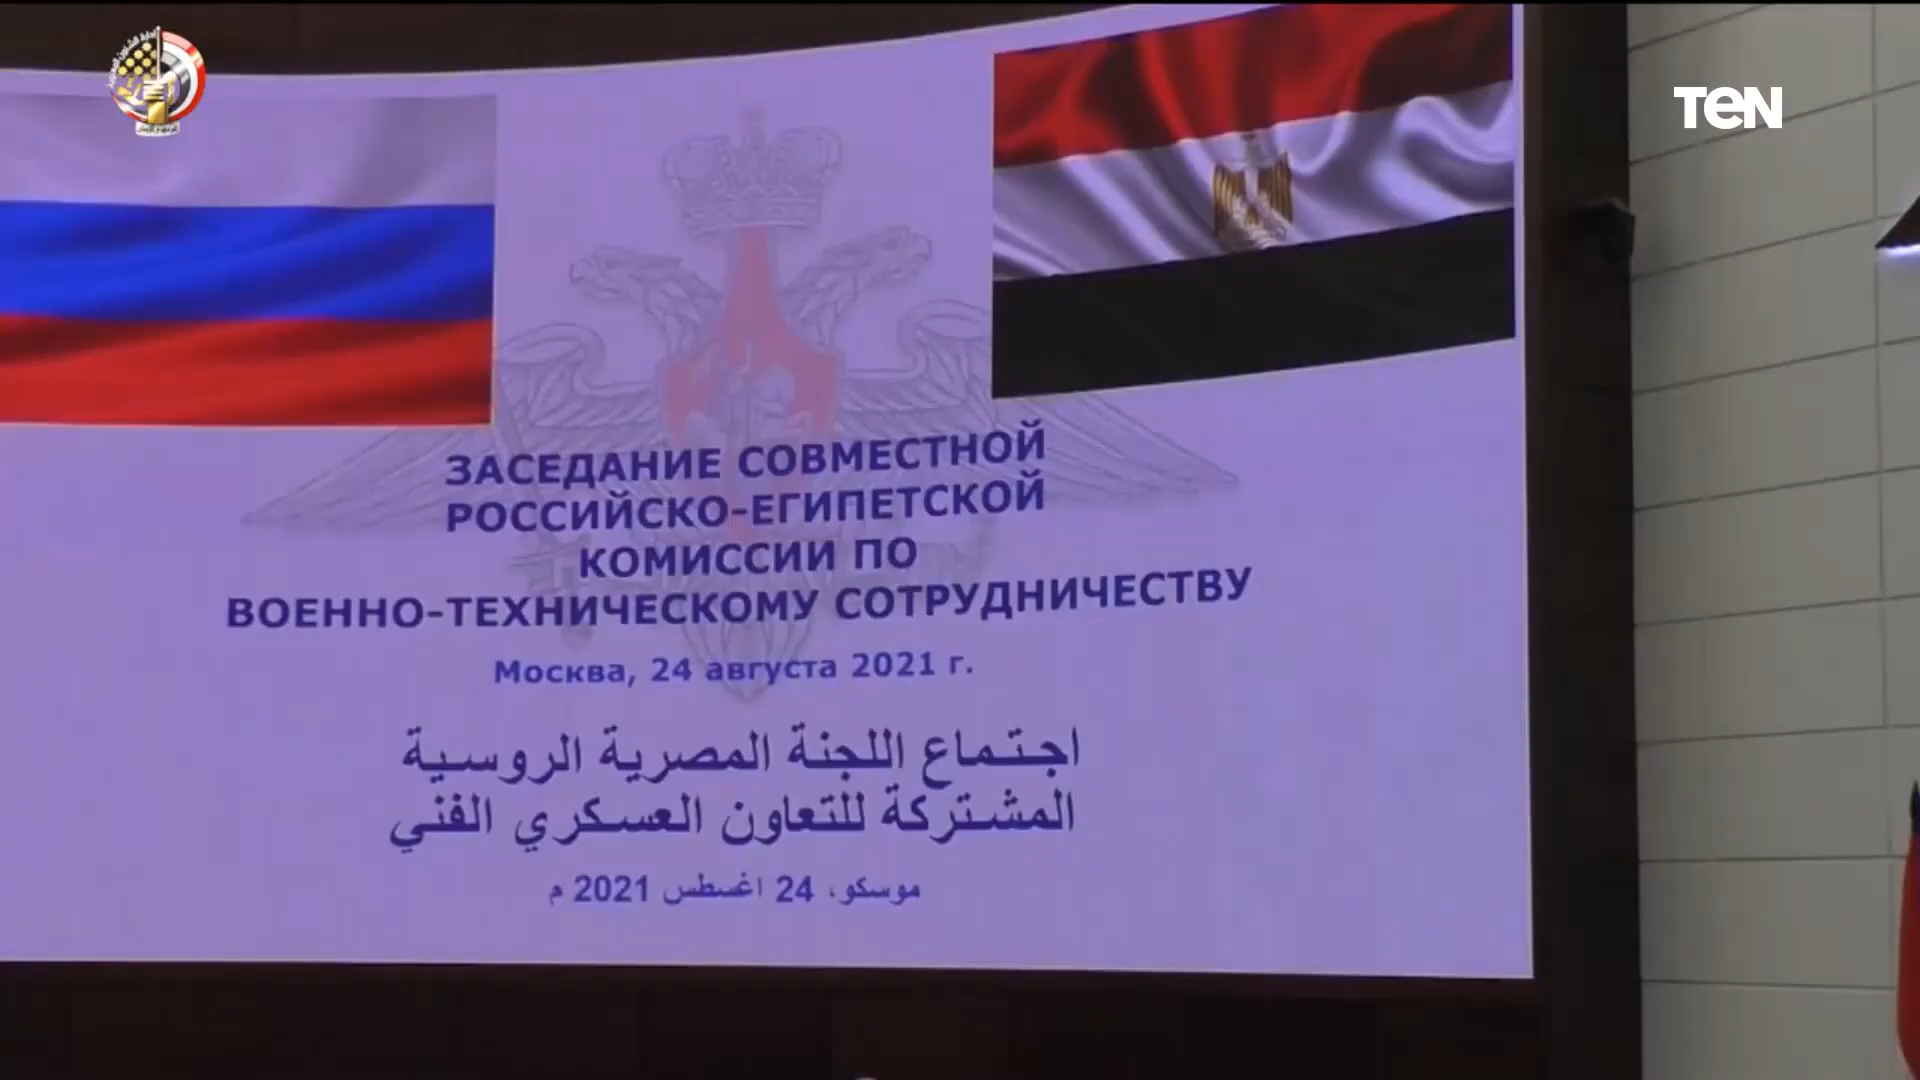 TEN
ЗАСЕДАНИЕ СОВМЕСТНОЙ
РОССИЙСКО-ЕГИПЕТСКОЙ
КОМИССИИ ПО
ВОЕННО-ТЕХНИЧЕСКОМУ СОТРУДНИЧЕСТВУ
Москва, 24 августа 2021 г.
اجتماع اللجنة المصرية الروسية
المشتركة للتعاون العسكري الفني
موسكو، 24 اغسطس 2021 م